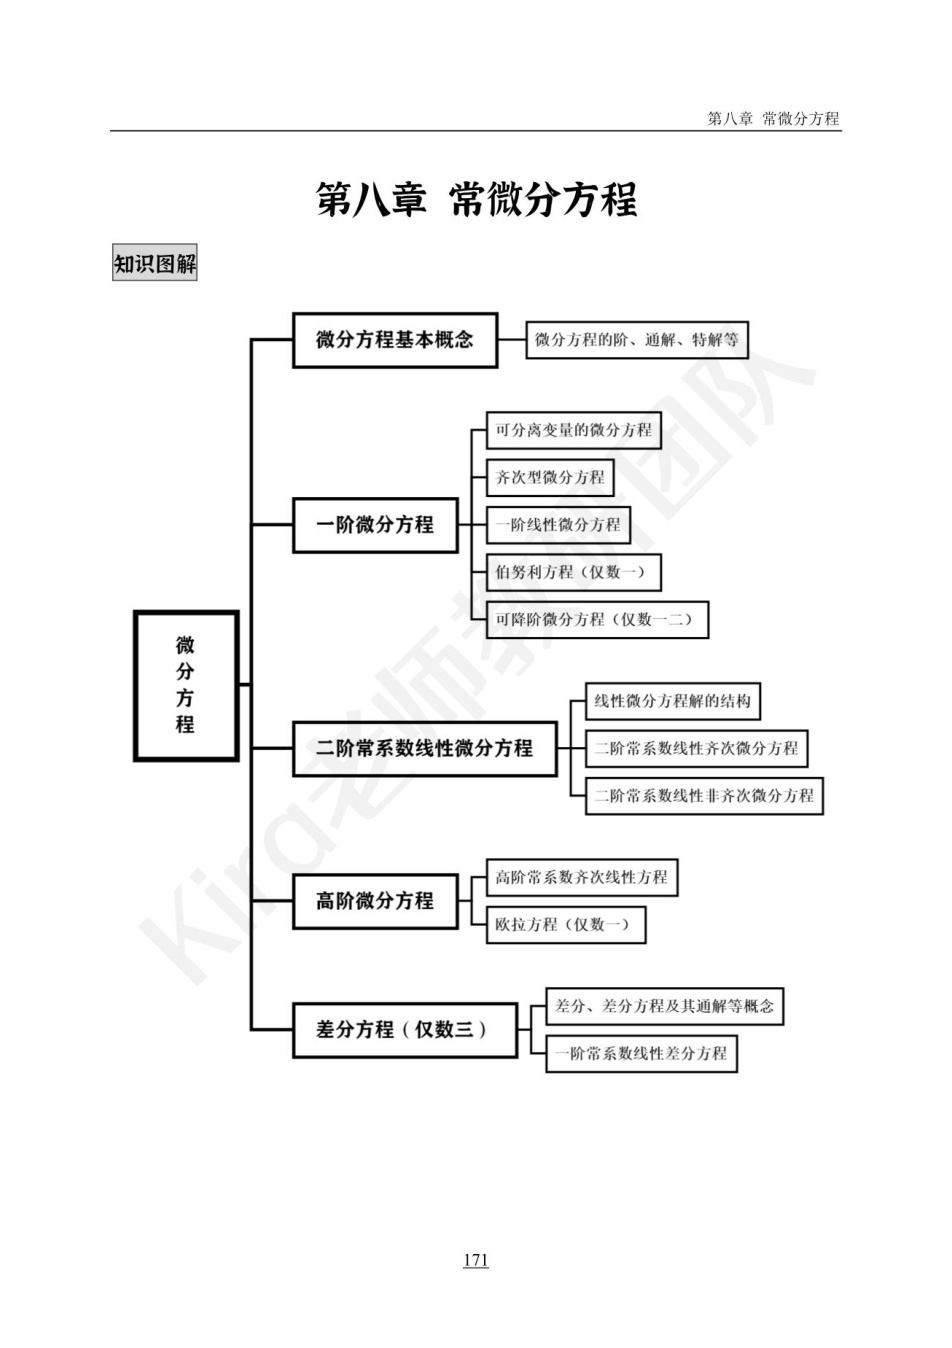 第八章 常微分方程
第八章 常微分方程
知识图解
微分方程
微分方程基本概念
微分方程的阶、通解、特解等
一阶微分方程
可分离变量的微分方程
齐次型微分方程
一阶线性微分方程
伯努利方程（仅数一）
可降阶微分方程（仅数一二）
二阶常系数线性微分方程
线性微分方程解的结构
二阶常系数线性齐次微分方程
二阶常系数线性非齐次微分方程
高阶微分方程
高阶常系数齐次线性方程
欧拉方程（仅数一）
差分方程（仅数三）
差分、差分方程及其通解等概念
一阶常系数线性差分方程
Kira老师教研团队
171